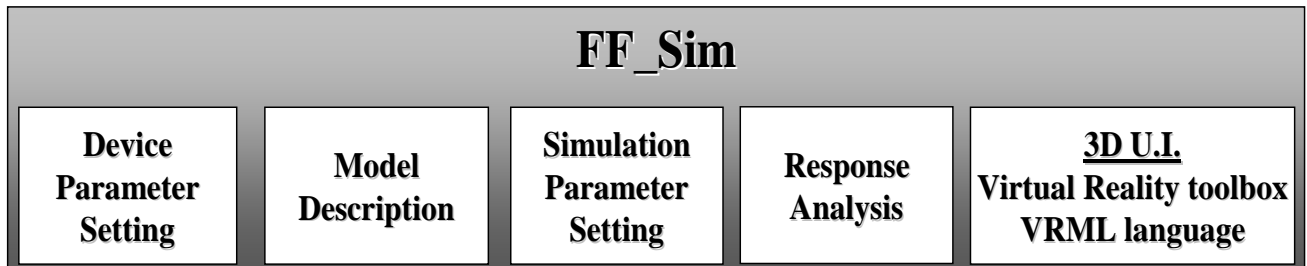 FF_Sim
Device
Parameter
Setting
Model
Description
Simulation
Parameter
Setting
Response
Analysis
3D U.I.
Virtual Reality toolbox
VRML language